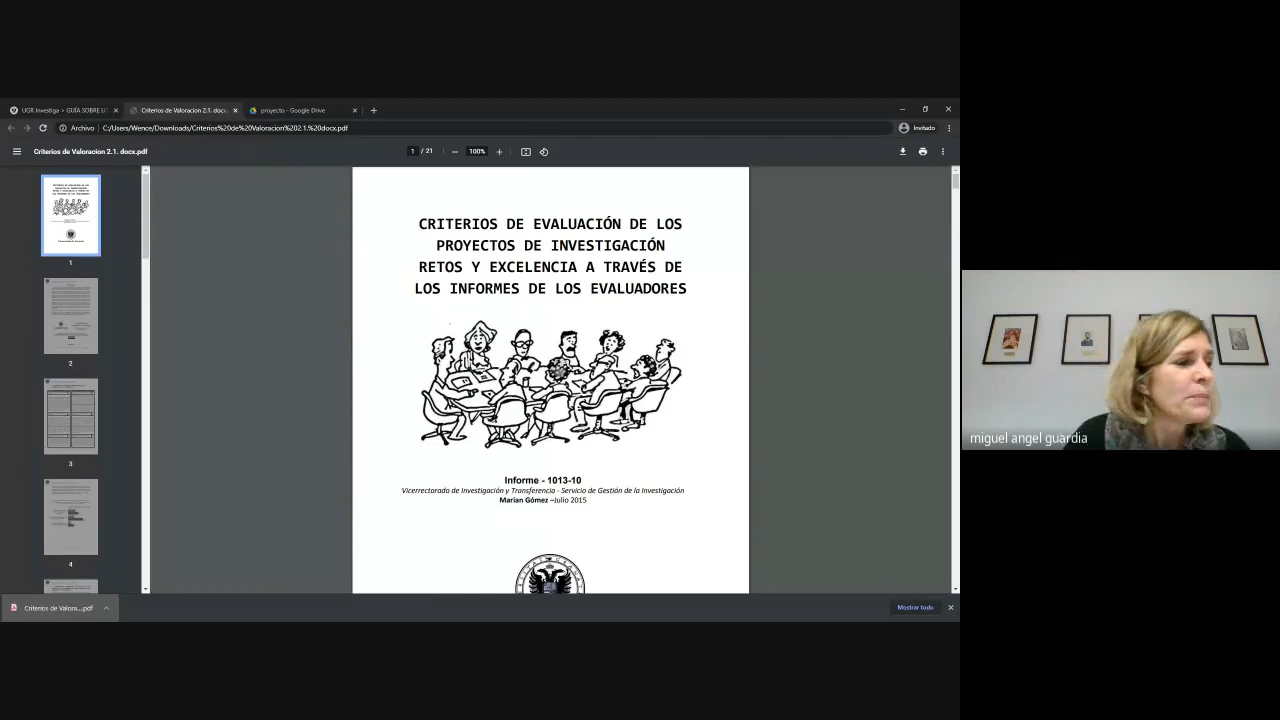 UGR Investiga > GUÍA SOBRE LO
Criterios de Valoracion 2.1. docx.
proyecto - Google Drive
Archivo
C:/Users/Wence/Downloads/Criterios%20de%20Valoracion%202.1.%20docx.pdf
Invitado
Criterios de Valoracion 2.1. docx.pdf
1 / 21
100%
CRITERIOS DE EVALUACIÓN DE LOS
PROYECTOS DE INVESTIGACIÓN
RETOS Y EXCELENCIA A TRAVÉS DE
LOS INFORMES DE LOS EVALUADORES
1
2
3
4
Informe - 1013-10
Vicerrectorado de Investigación y Transferencia - Servicio de Gestión de la Investigación
Marian Gómez –Julio 2015
miguel angel guardia
Criterios de Valora....pdf
Mostrar todo